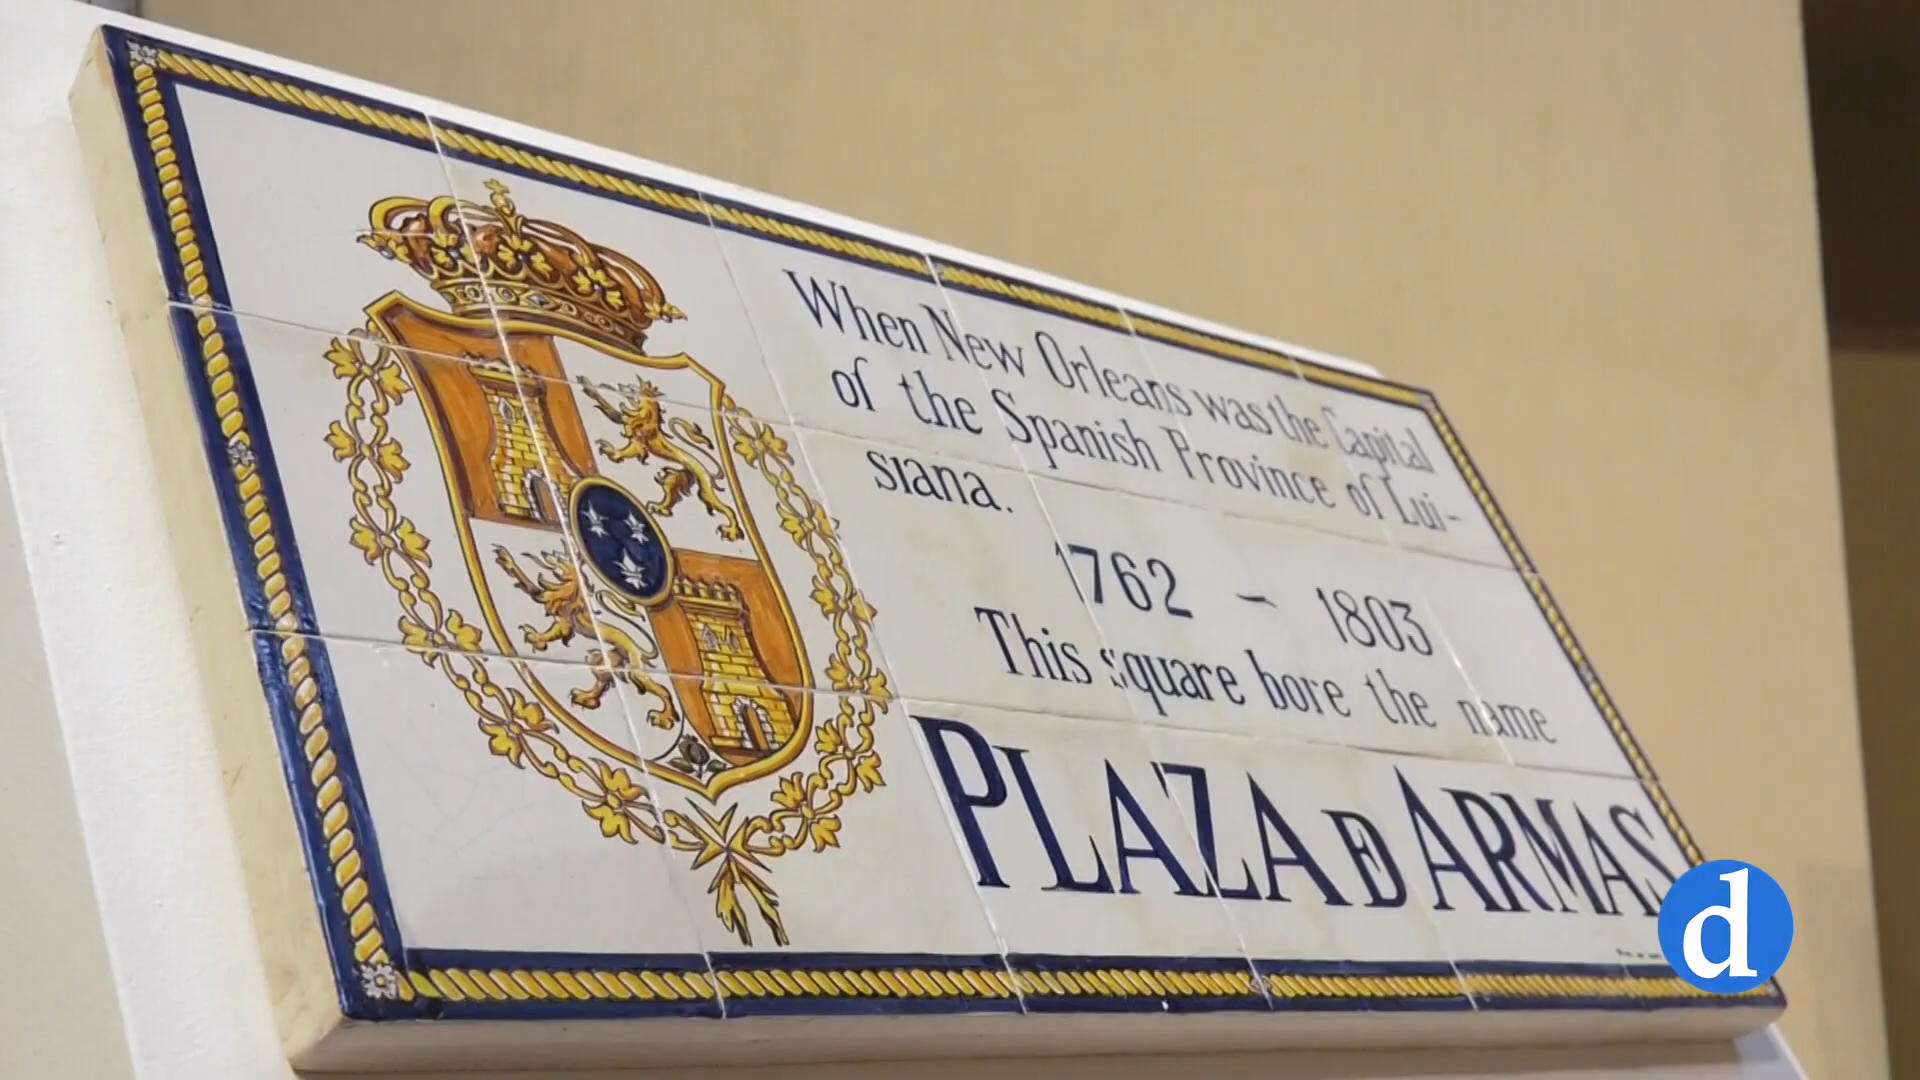 When New Orleans was the Capital
of the Spanish Province of Lui-
siana.
1762 - 1803
This square bore the name
PLAZA DE ARMAS
d